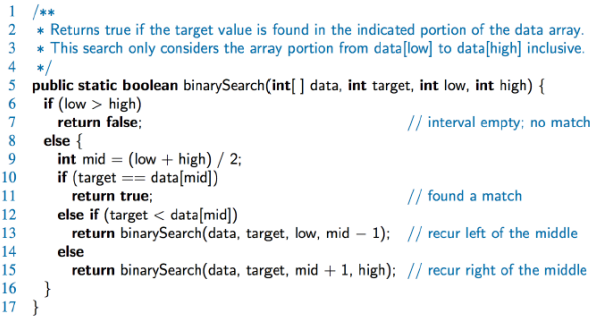 1 /**
2 * Returns true if the target value is found in the indicated portion of the data array.
3 * This search only considers the array portion from data[low] to data[high] inclusive.
4 */
5 public static boolean binarySearch(int[ ] data, int target, int low, int high) {
6 if (low > high)
7 return false; // interval empty; no match
8 else {
9 int mid = (low + high) / 2;
10 if (target == data[mid])
11 return true; // found a match
12 else if (target < data[mid])
13 return binarySearch(data, target, low, mid − 1); // recur left of the middle
14 else
15 return binarySearch(data, target, mid + 1, high); // recur right of the middle
16 }
17 }